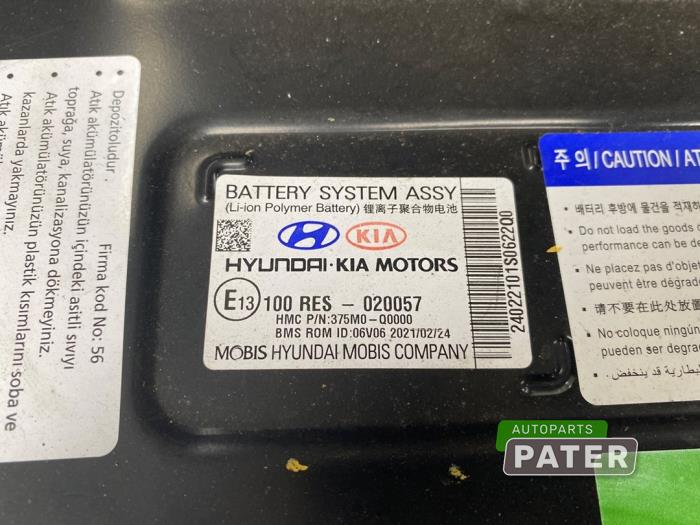 Depozitoludur .
Firma kod No: 56
Atık akümülatörünüzün içindeki asitli sıvıyı
toprağa, suya, kanalizasyona dökmeyiniz.
Atık akümülatörünüzün plastik kısımlarını soba ve
kazanlarda yakmayınız.
BATTERY SYSTEM ASSY
(Li-ion Polymer Battery) 锂离子聚合物电池
KIA
HYUNDAI·KIA MOTORS
E13 100 RES - 020057
HMC P/N:375M0-Q0000
BMS ROM ID:06V06 2021/02/24
MOBIS HYUNDAI MOBIS COMPANY
24022101S062200
주 의/CAUTION/AT
- 배터리 후방에 물건을 적재하
- Do not load the goods
performance can be de
- Ne placez pas d'objet
peuvent être dégradé
- 请不要在此处放置
- No coloque ningún
pueden ser degrada
AUTOPARTS
PATER